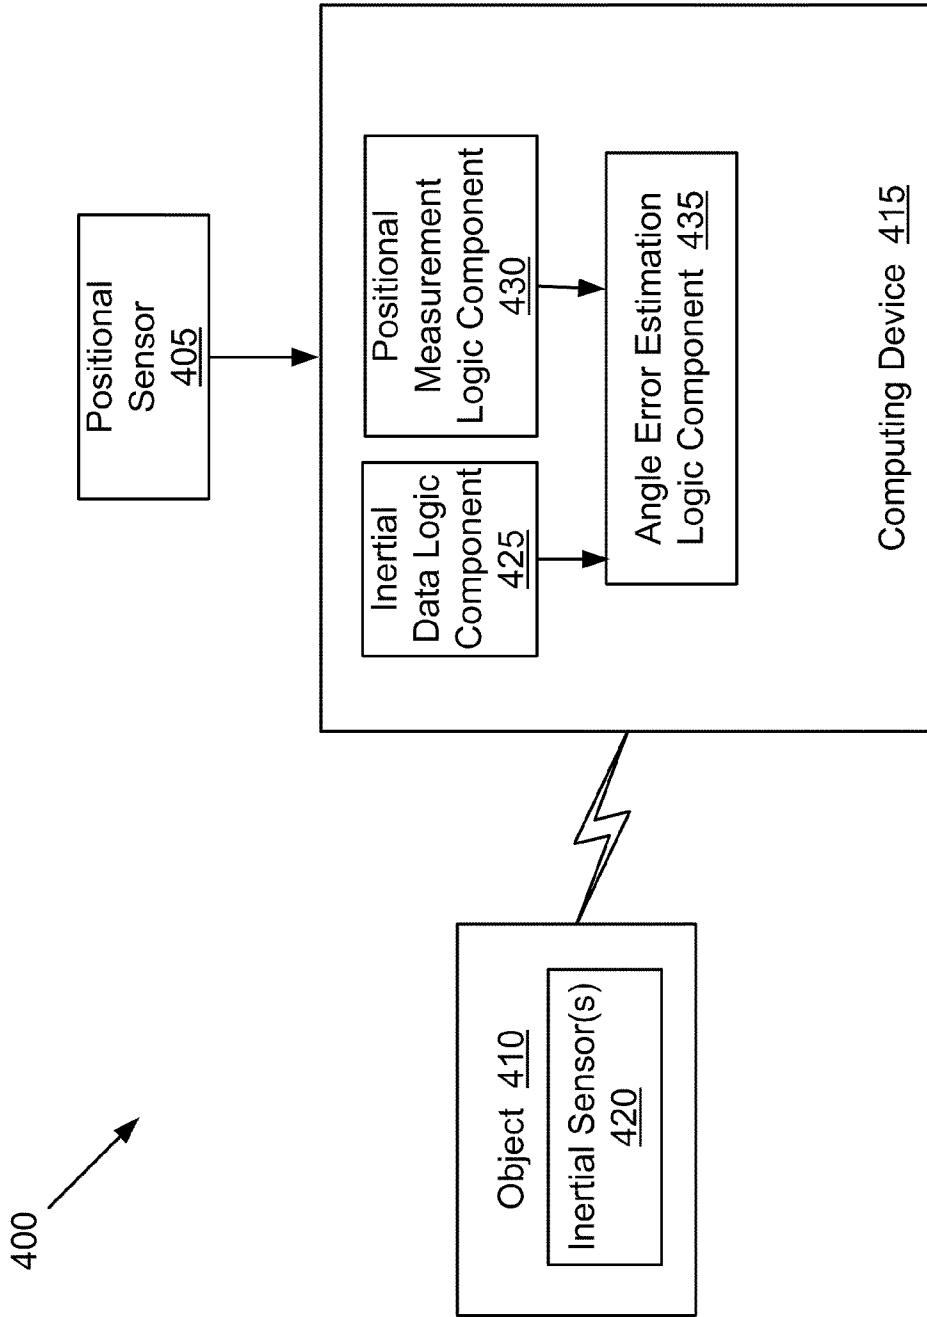 400
Object 410
Inertial Sensor(s)
420
Positional
Sensor
405
Inertial
Data Logic
Component
425
Positional
Measurement
Logic Component
430
Angle Error Estimation
Logic Component 435
Computing Device 415